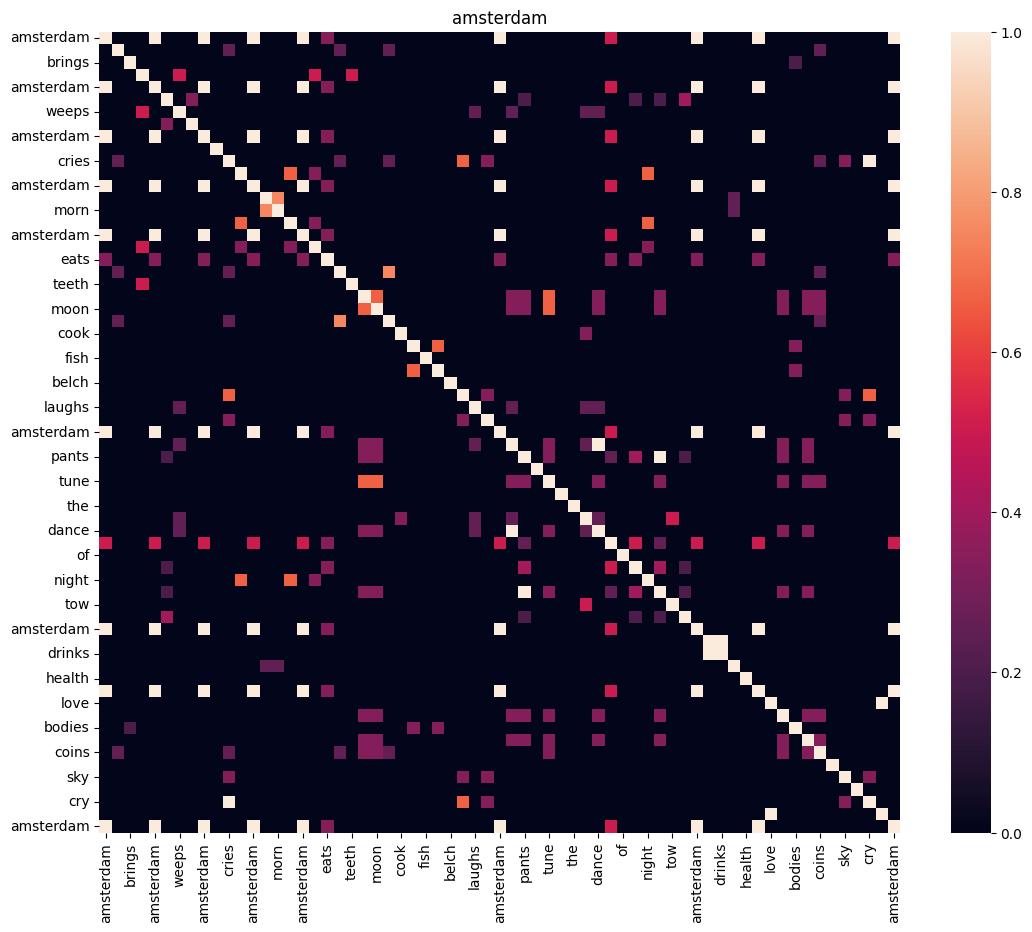 amsterdam
amsterdam
brings
amsterdam
weeps
amsterdam
cries
amsterdam
morn
amsterdam
eats
teeth
moon
cook
fish
belch
laughs
amsterdam
pants
tune
the
dance
of
night
tow
amsterdam
drinks
health
love
bodies
coins
sky
cry
amsterdam
1.0
0.8
0.6
0.4
0.2
0.0
amsterdam brings amsterdam weeps amsterdam cries amsterdam morn amsterdam eats teeth moon cook fish belch laughs amsterdam pants tune the dance of night tow amsterdam drinks health love bodies coins sky cry amsterdam